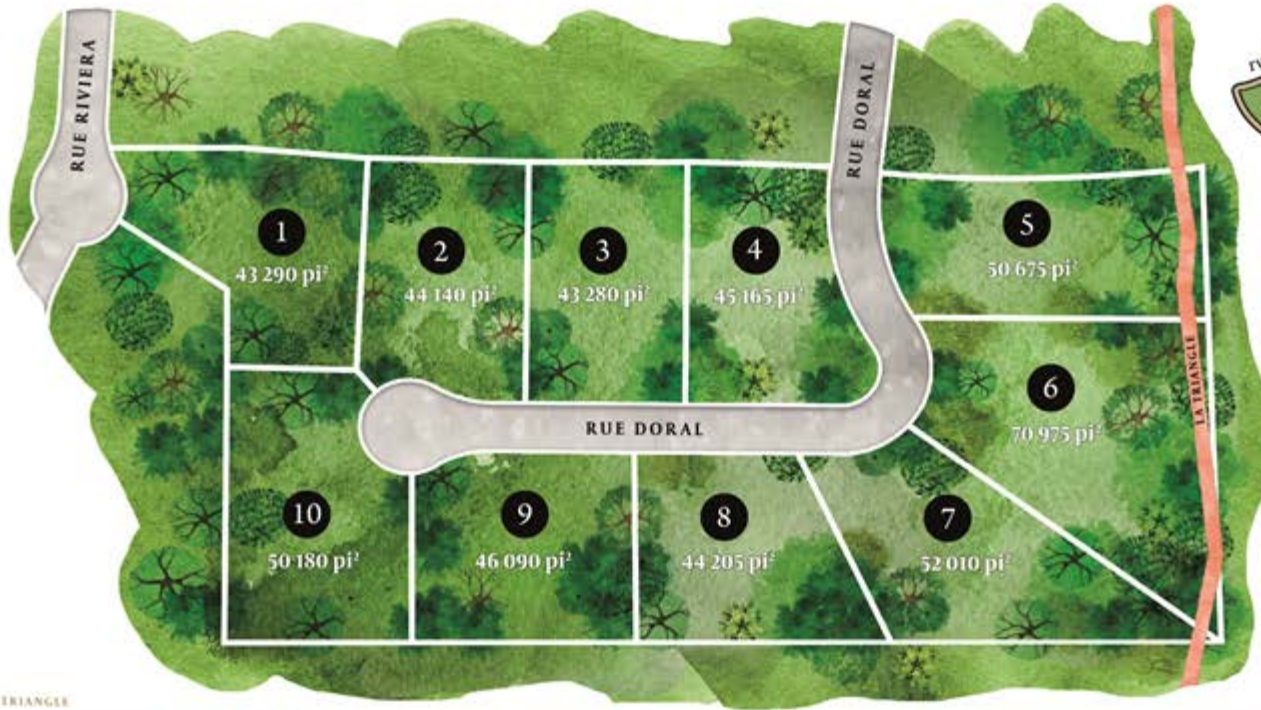 RUE RIVIERA
RUE DORAL
1
43 290 pi²
2
44 140 pi²
3
43 280 pi²
4
45 165 pi²
5
50 675 pi²
6
70 975 pi²
LA TRIANGLE
RUE DORAL
10
50 180 pi²
9
46 090 pi²
8
44 205 pi²
7
52 010 pi²
TRIANGLE